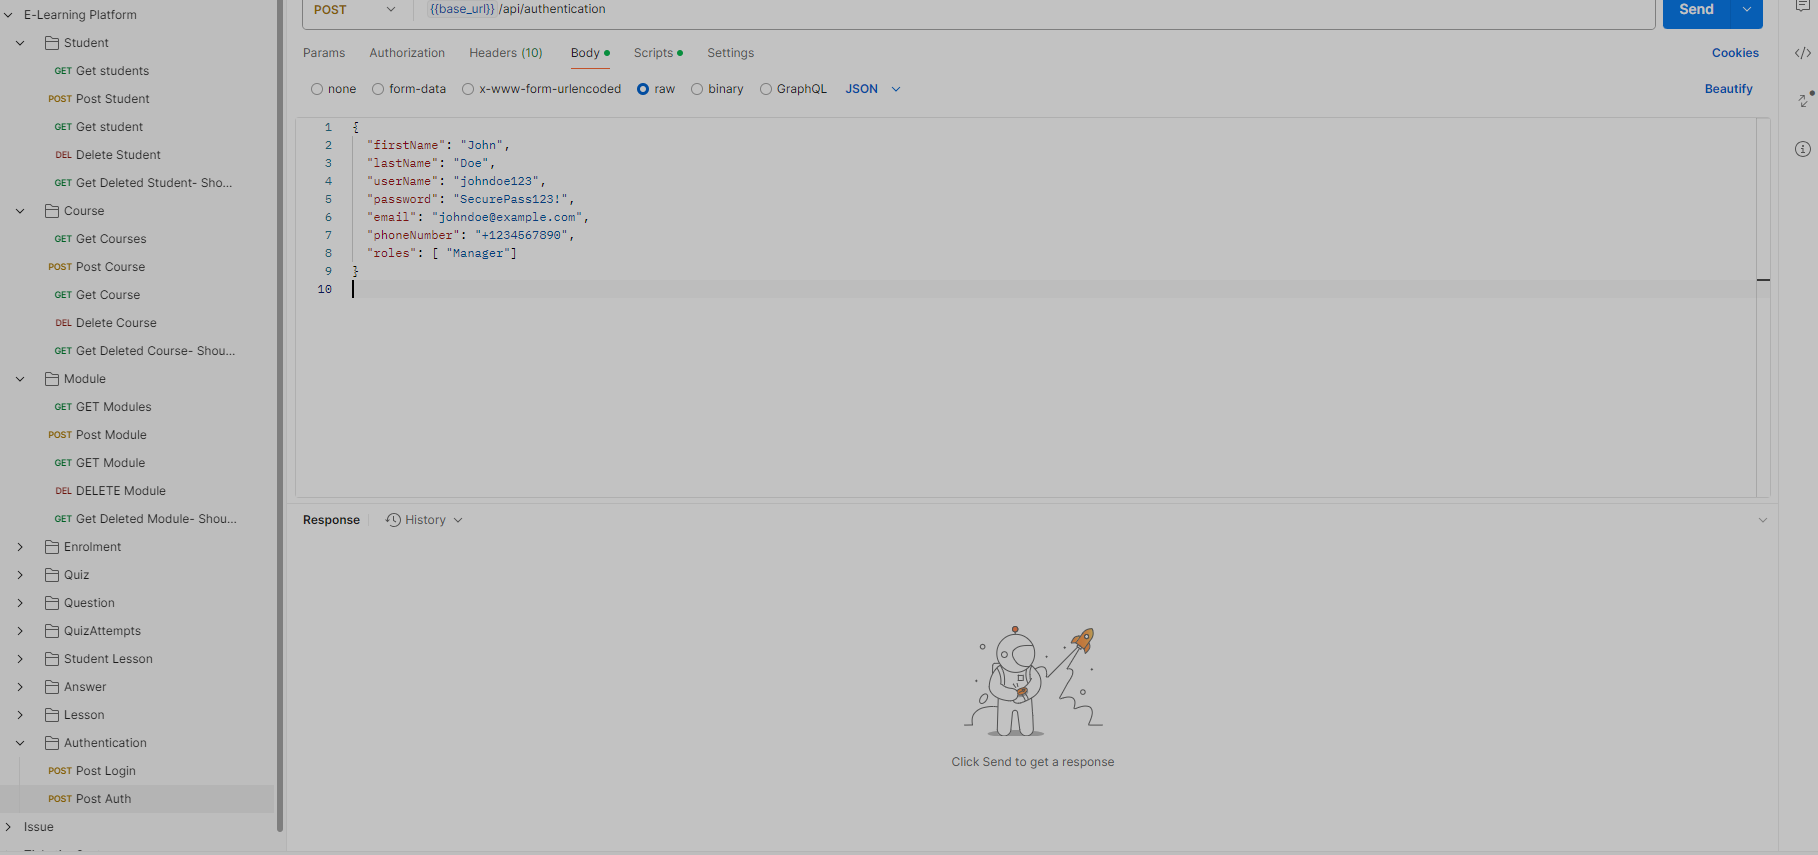 E-Learning Platform
Student
GET Get students
POST Post Student
GET Get student
DEL Delete Student
GET Get Deleted Student- Sho...
Course
GET Get Courses
POST Post Course
GET Get Course
DEL Delete Course
GET Get Deleted Course- Shou...
Module
GET GET Modules
POST Post Module
GET GET Module
DEL DELETE Module
GET Get Deleted Module- Shou...
Enrolment
Quiz
Question
QuizAttempts
Student Lesson
Answer
Lesson
Authentication
POST Post Login
POST Post Auth
Issue
POST {{base_url}} /api/authentication Send
Params Authorization Headers (10) Body Scripts Settings Cookies
none form-data x-www-form-urlencoded raw binary GraphQL JSON Beautify
1 {
2 "firstName": "John",
3 "lastName": "Doe",
4 "userName": "johndoe123",
5 "password": "SecurePass123!",
6 "email": "johndoe@example.com",
7 "phoneNumber": "+1234567890",
8 "roles": [ "Manager"]
9 }
10
Response History
Click Send to get a response